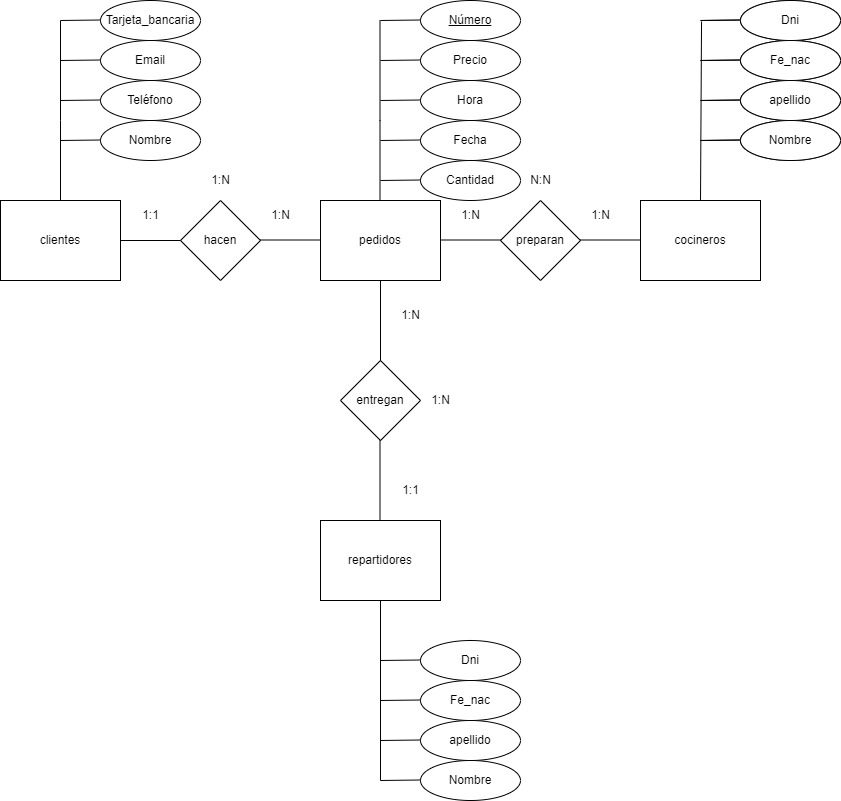 Tarjeta_bancaria
Email
Teléfono
Nombre
Número
Precio
Hora
Fecha
Cantidad
Dni
Fe_nac
apellido
Nombre
1:N
N:N
1:1
1:N
1:N
1:N
clientes
hacen
pedidos
preparan
cocineros
1:N
entregan
1:N
1:1
repartidores
Dni
Fe_nac
apellido
Nombre